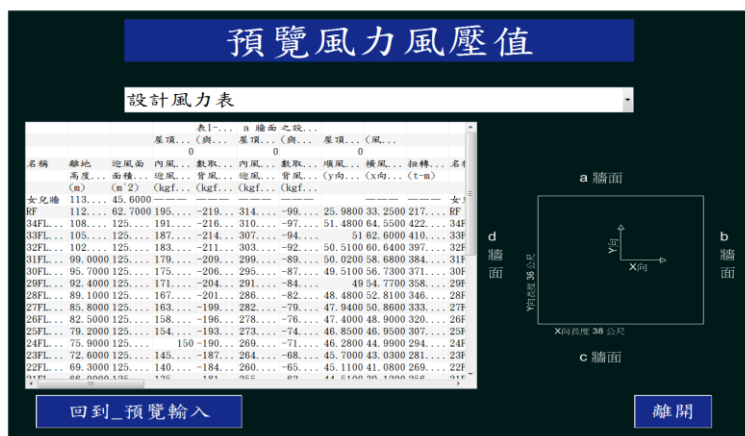 預覽風力風壓值
設計風力表
表1-... a 牆面 之設...
屋頂... (與... 屋頂... (與... 屋頂... (風...
0 0 0
名稱 離地 迎風面 內風... 數取... 內風... 數取... 順風... 橫風... 扭轉... 名稱
高度... 面積... 迎風... 背風... 迎風... 背風... (y向... (x向... (t-m)
(m) (m^2) (kgf... (kgf... (kgf... (kgf...
女兒牆 113.... 45.6000 ——— ——— ——— ——— 女兒
RF 112.... 62.7000 195.... -219... 314... -99... 25.9800 33.2500 217... RF
34FL... 108.... 125.... 191.... -216... 310... -97... 51.4800 64.5500 422... 34F
33FL... 105.... 125.... 187.... -214... 307... -94... 51 62.6000 410... 33F
32FL... 102.... 125.... 183.... -211... 303... -92... 50.5100 60.6400 397... 32F
31FL... 99.0000 125.... 179.... -209... 299... -89... 50.0200 58.6800 384... 31F
30FL... 95.7000 125.... 175.... -206... 295... -87... 49.5100 56.7300 371... 30F
29FL... 92.4000 125.... 171.... -204... 291... -84... 49 54.7700 358... 29F
28FL... 89.1000 125.... 167.... -201... 286... -82... 48.4800 52.8100 346... 28F
27FL... 85.8000 125.... 163.... -199... 282... -79... 47.9400 50.8600 333... 27F
26FL... 82.5000 125.... 158.... -196... 278... -76... 47.4000 48.9000 320... 26F
25FL... 79.2000 125.... 154.... -193... 273... -74... 46.8500 46.9500 307... 25F
24FL... 75.9000 125.... 150 -190... 269... -71... 46.2800 44.9900 294... 24F
23FL... 72.6000 125.... 145.... -187... 264... -68... 45.7000 43.0300 281... 23F
22FL... 69.3000 125.... 140.... -184... 260... -65... 45.1100 41.0800 269... 22F
a 牆面
d 牆面
b 牆面
Y向
X向
Y向長度 36 公尺
X向長度 38 公尺
c 牆面
回到_預覽輸入
離開